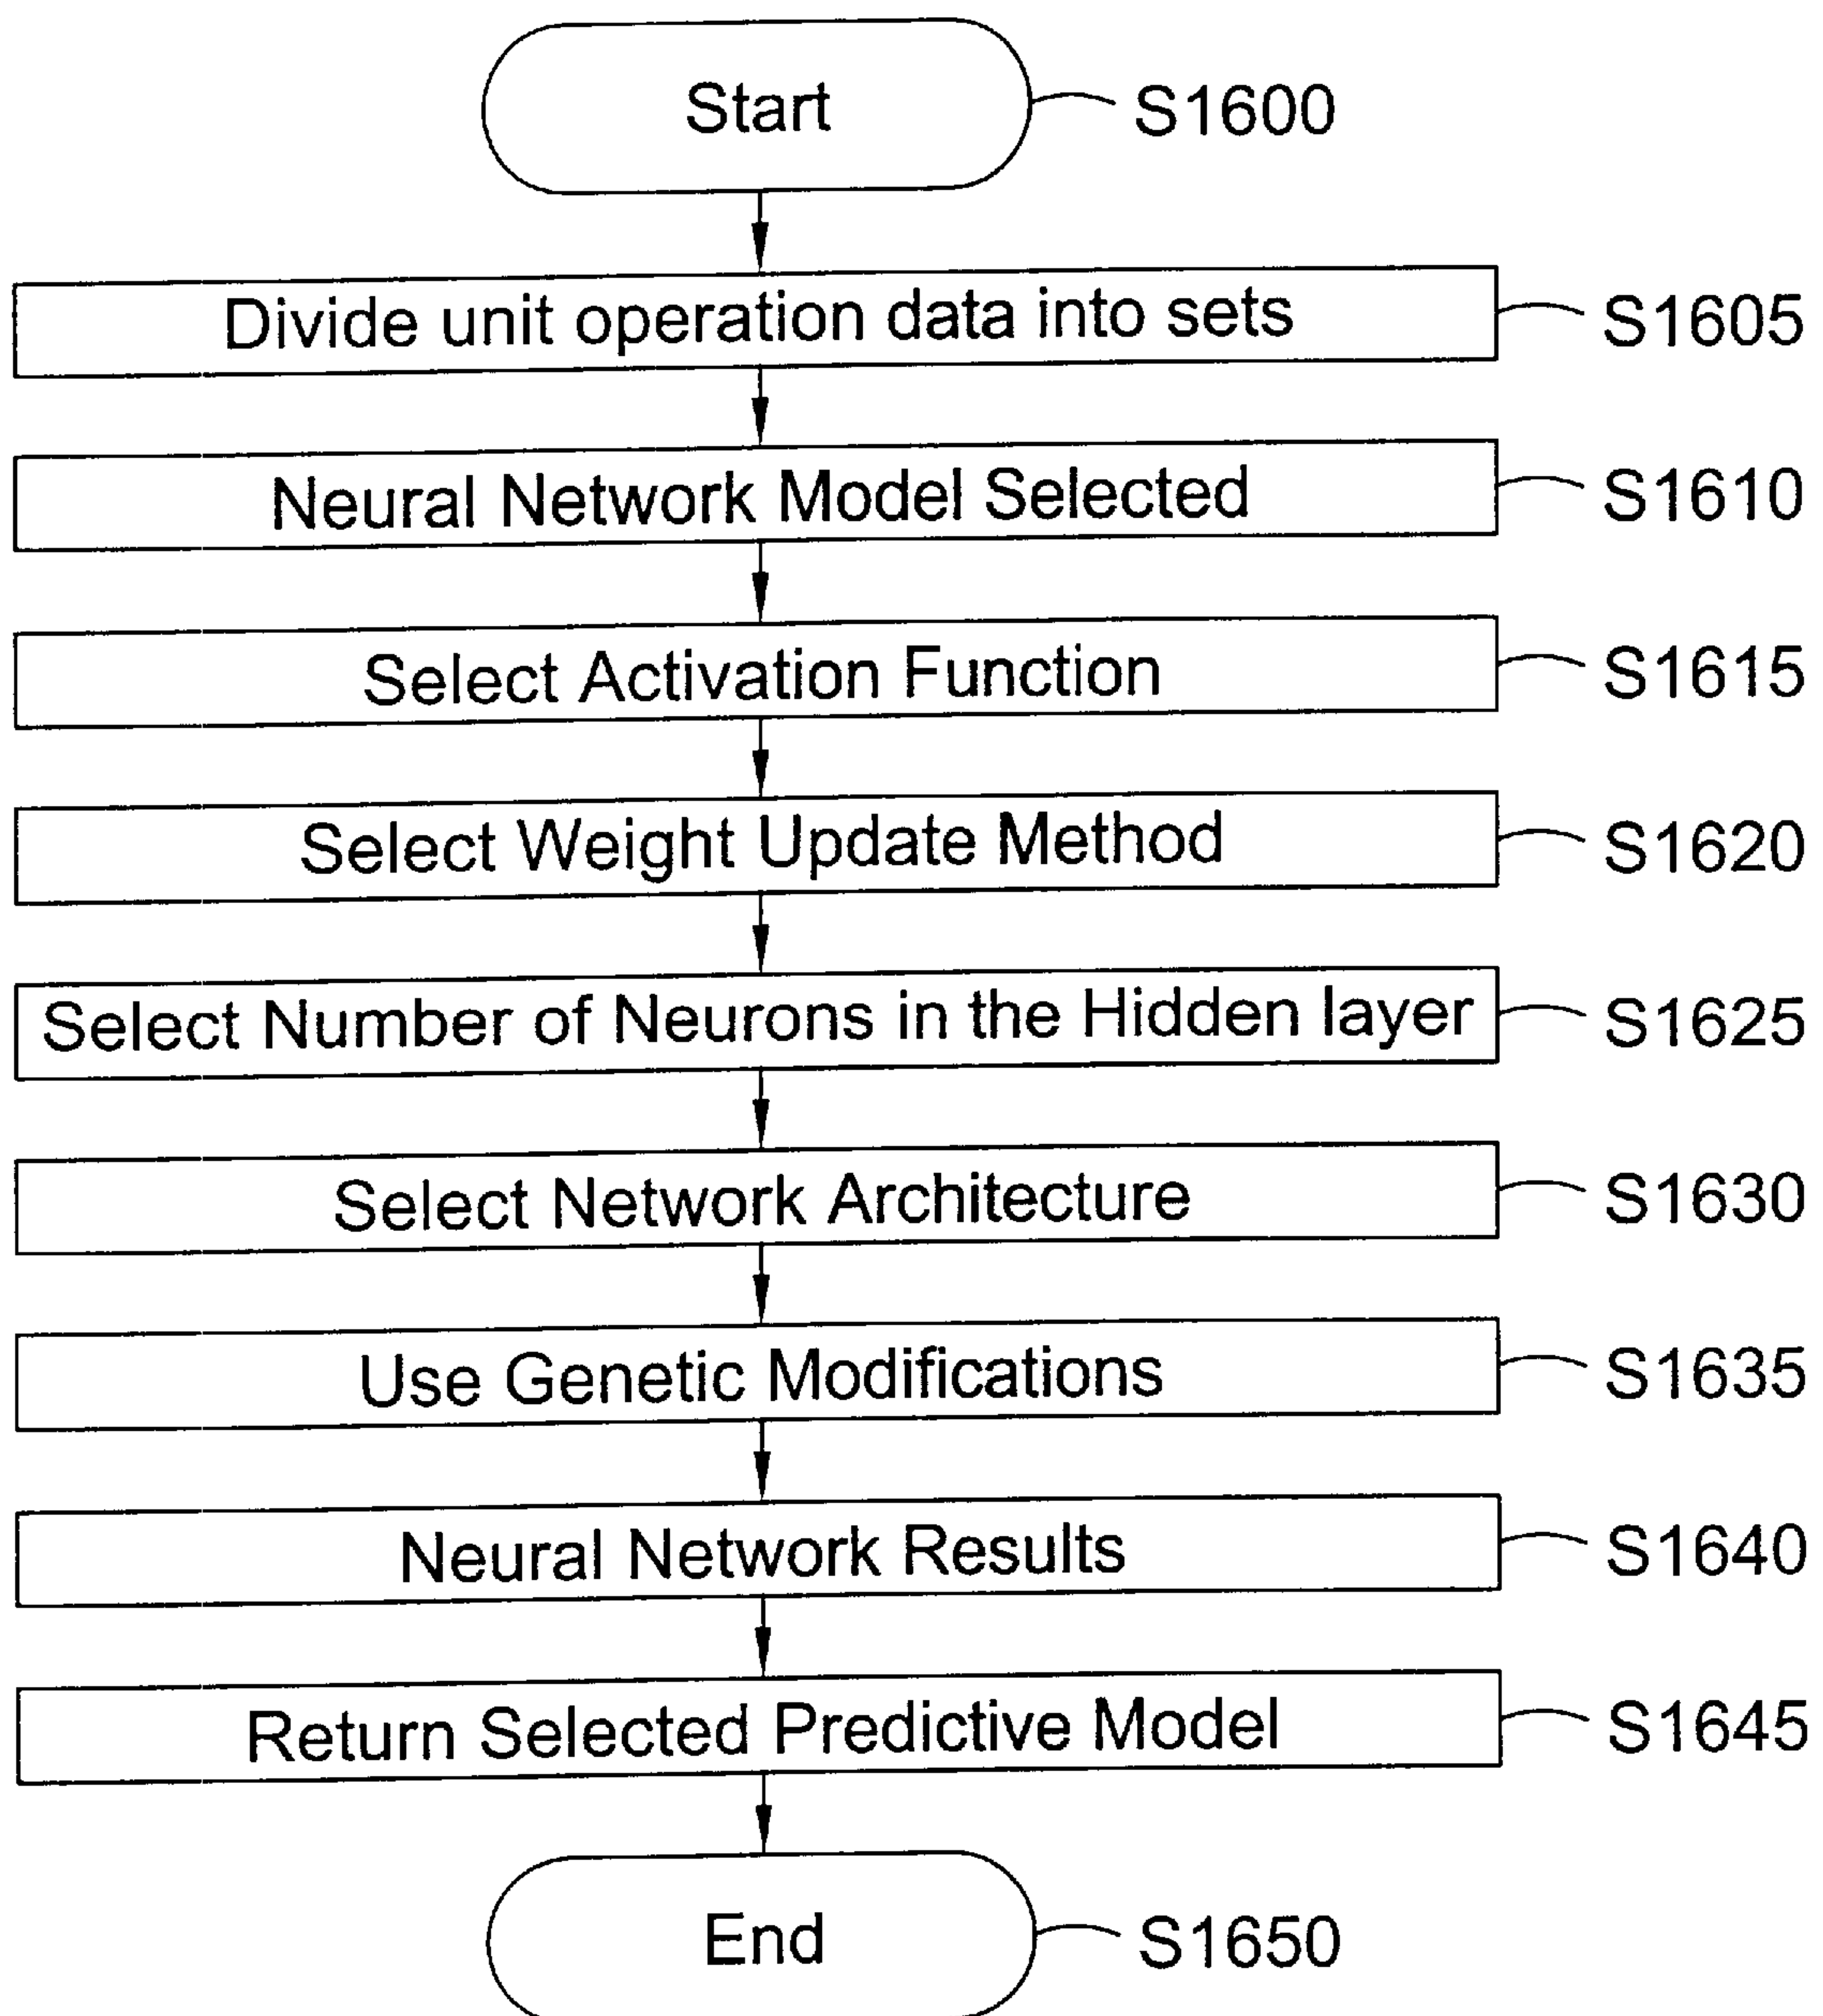 Start S1600
Divide unit operation data into sets S1605
Neural Network Model Selected S1610
Select Activation Function S1615
Select Weight Update Method S1620
Select Number of Neurons in the Hidden layer S1625
Select Network Architecture S1630
Use Genetic Modifications S1635
Neural Network Results S1640
Return Selected Predictive Model S1645
End S1650